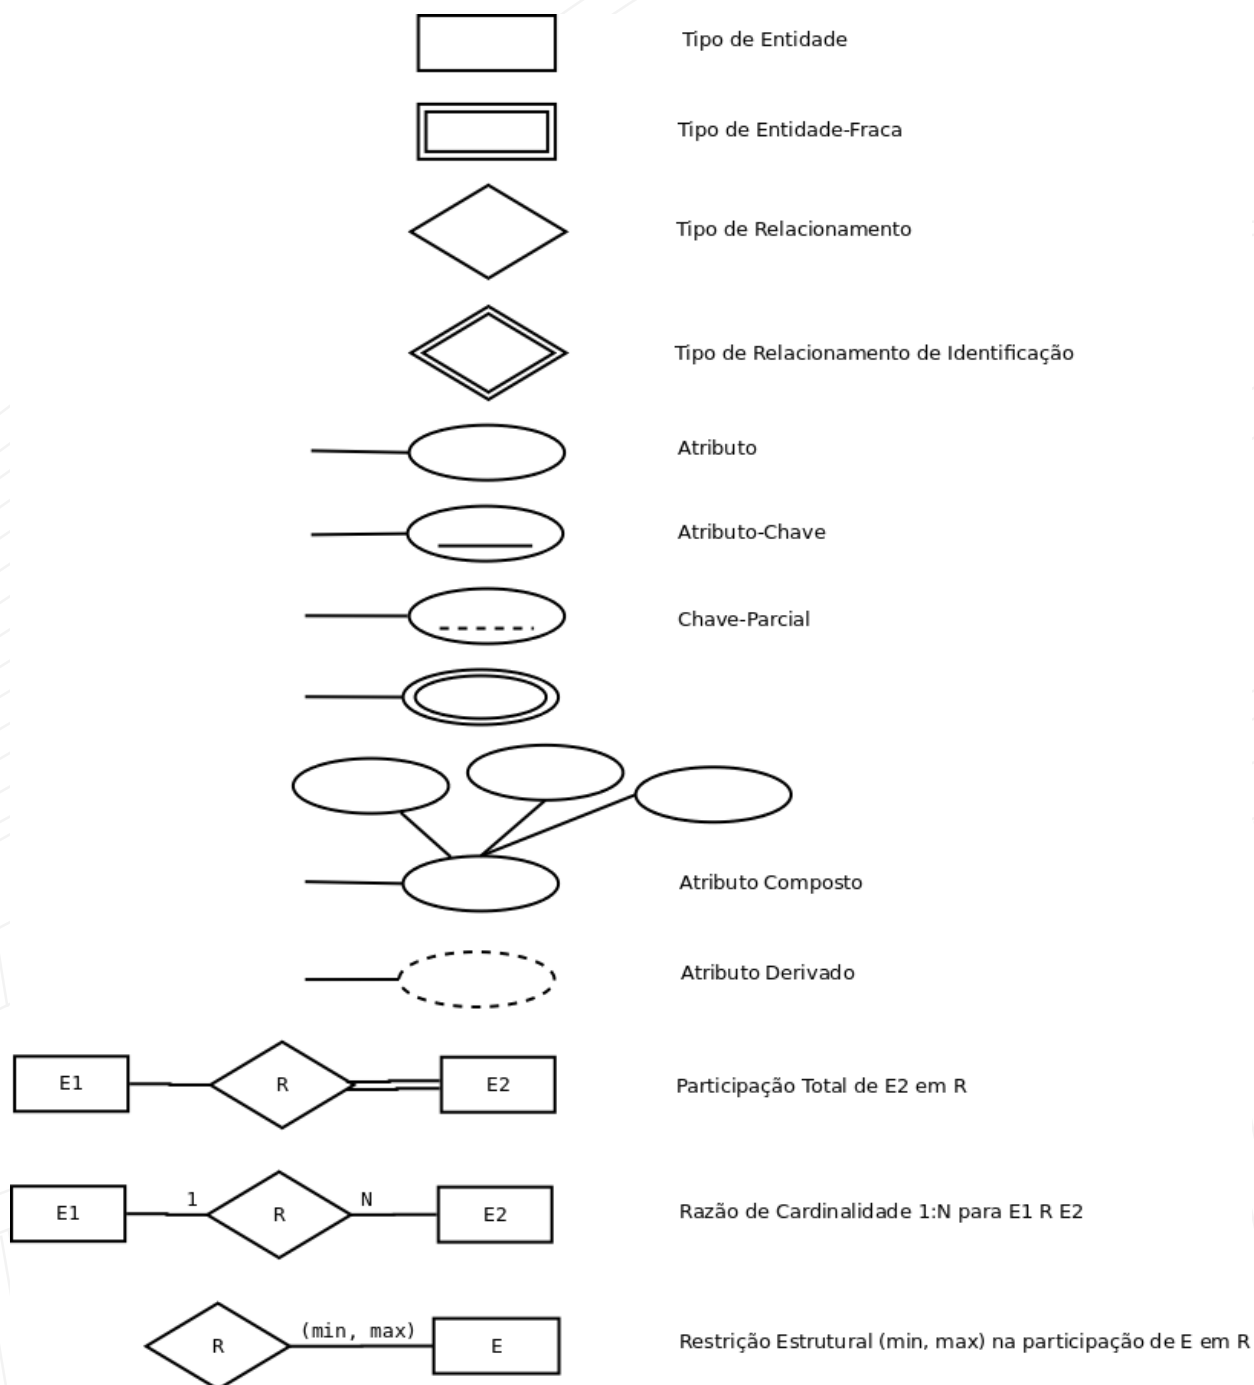 Tipo de Entidade
Tipo de Entidade-Fraca
Tipo de Relacionamento
Tipo de Relacionamento de Identificação
Atributo
Atributo-Chave
Chave-Parcial
Atributo Composto
Atributo Derivado
E1 R E2 Participação Total de E2 em R
E1 1 R N E2 Razão de Cardinalidade 1:N para E1 R E2
R (min, max) E Restrição Estrutural (min, max) na participação de E em R